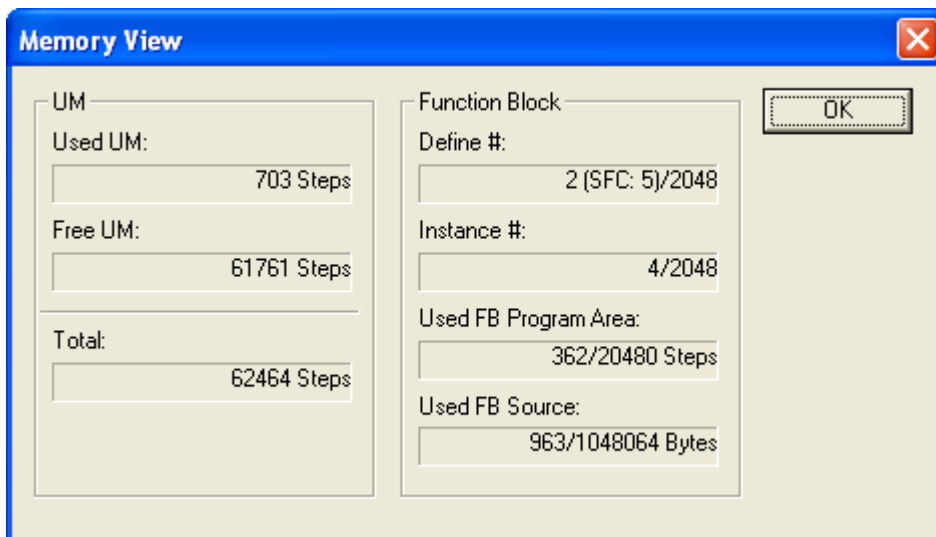 Memory View
UM
Used UM:
703 Steps
Free UM:
61761 Steps
Total:
62464 Steps
Function Block
Define #:
2 (SFC: 5)/2048
Instance #:
4/2048
Used FB Program Area:
362/20480 Steps
Used FB Source:
963/1048064 Bytes
OK